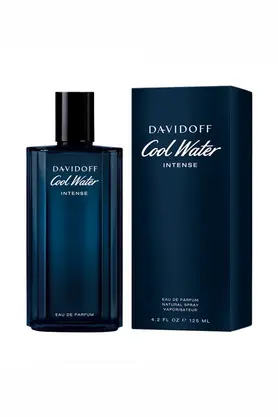 DAVIDOFF
Cool Water
INTENSE
EAU DE PARFUM
DAVIDOFF
Cool Water
INTENSE
EAU DE PARFUM
NATURAL SPRAY
VAPORISATEUR
4.2 FL OZ ℮ 125 ML